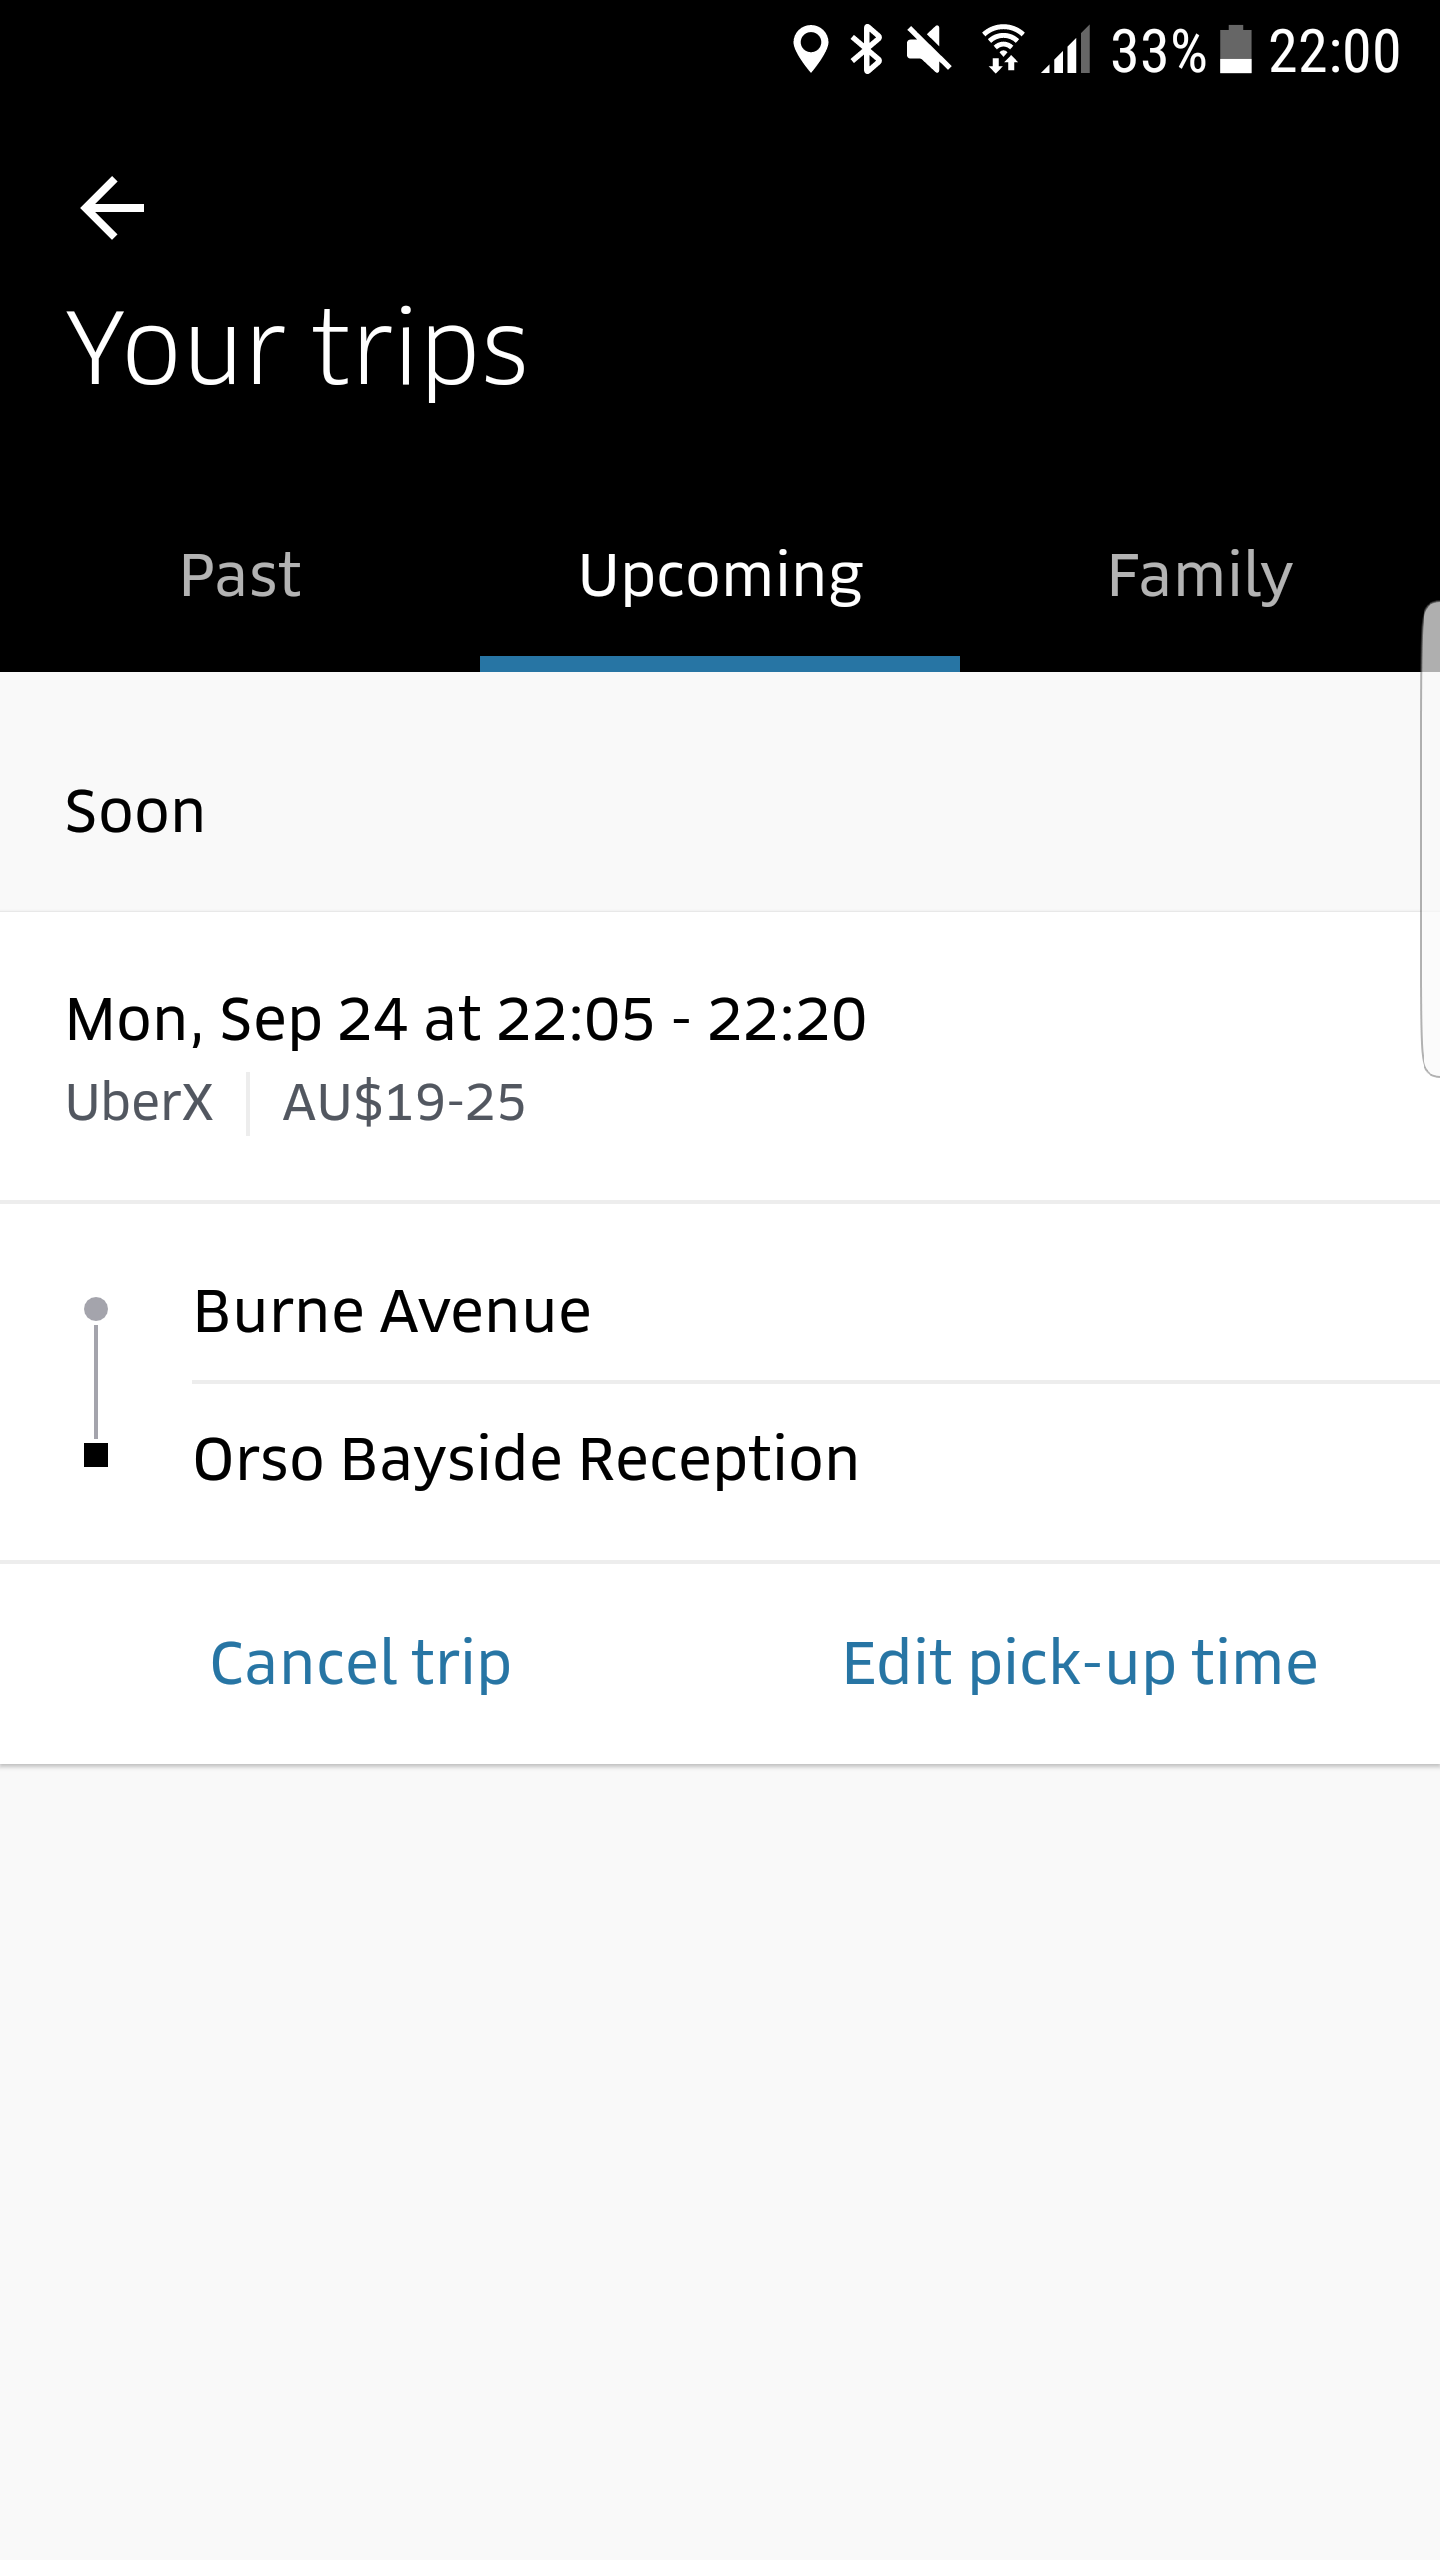 33% 22:00
Your trips
Past Upcoming Family
Soon
Mon, Sep 24 at 22:05 - 22:20
UberX AU$19-25
Burne Avenue
Orso Bayside Reception
Cancel trip Edit pick-up time